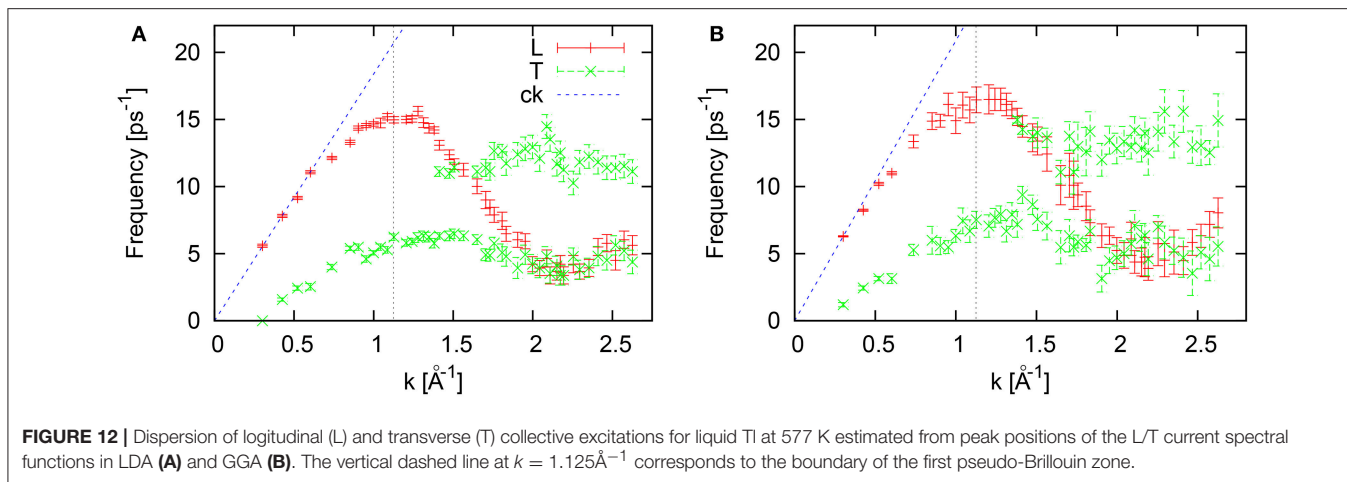 A
B
L
T
ck
Frequency [ps-1]
20
15
10
5
0
0 0.5 1 1.5 2 2.5
k [Å-1]
Frequency [ps-1]
20
15
10
5
0
0 0.5 1 1.5 2 2.5
k [Å-1]
FIGURE 12 | Dispersion of logitudinal (L) and transverse (T) collective excitations for liquid Tl at 577 K estimated from peak positions of the L/T current spectral
functions in LDA (A) and GGA (B). The vertical dashed line at k = 1.125Å−1 corresponds to the boundary of the first pseudo-Brillouin zone.